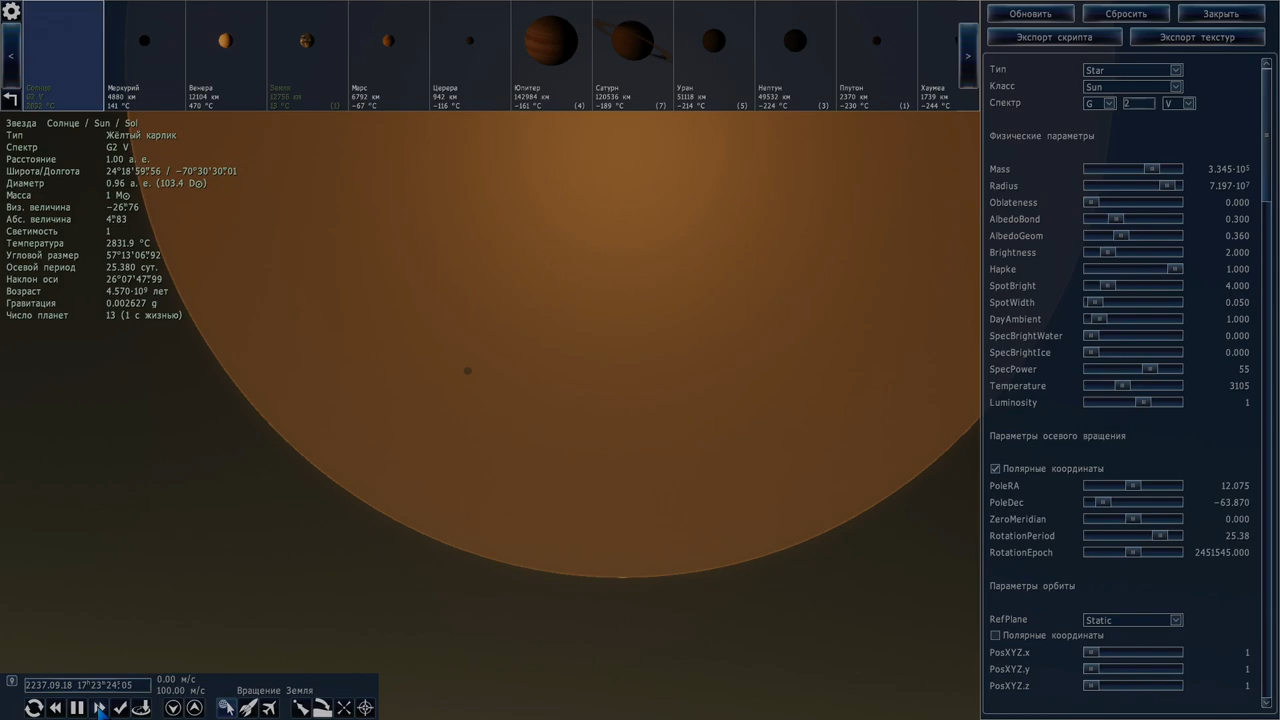 Солнце
G2 V
2832 °C
Меркурий
4880 км
141 °C
Венера
12104 км
470 °C
Земля
12756 км
13 °C (1)
Марс
6792 км
-67 °C
Церера
942 км
-116 °C
Юпитер
142984 км
-161 °C (4)
Сатурн
120536 км
-189 °C (7)
Уран
51118 км
-214 °C (5)
Нептун
49532 км
-224 °C (3)
Плутон
2370 км
-230 °C (1)
Хаумеа
1739 км
-244 °C
Звезда Солнце / Sun / Sol
Тип Жёлтый карлик
Спектр G2 V
Расстояние 1.00 а. е.
Широта/Долгота 24°18'59"56 / -70°30'30"01
Диаметр 0.96 а. е. (103.4 D⊙)
Масса 1 M⊙
Виз. величина -26m76
Абс. величина 4m83
Светимость 1
Температура 2831.9 °C
Угловой размер 57°13'06"92
Осевой период 25.380 сут.
Наклон оси 26°07'47"99
Возраст 4.570·10⁹ лет
Гравитация 0.002627 g
Число планет 13 (1 с жизнью)
Обновить Сбросить Закрыть
Экспорт скрипта Экспорт текстур
Тип Star
Класс Sun
Спектр G 2 V
Физические параметры
Mass 3.345·10⁵
Radius 7.197·10⁷
Oblateness 0.000
AlbedoBond 0.300
AlbedoGeom 0.360
Brightness 2.000
Hapke 1.000
SpotBright 4.000
SpotWidth 0.050
DayAmbient 1.000
SpecBrightWater 0.000
SpecBrightIce 0.000
SpecPower 55
Temperature 3105
Luminosity 1
Параметры осевого вращения
Полярные координаты
PoleRA 12.075
PoleDec -63.870
ZeroMeridian 0.000
RotationPeriod 25.38
RotationEpoch 2451545.000
Параметры орбиты
RefPlane Static
Полярные координаты
PosXYZ.x 1
PosXYZ.y 1
PosXYZ.z 1
2237.09.18 17h23m24s05
0.00 м/с
100.00 м/с
Вращение Земля